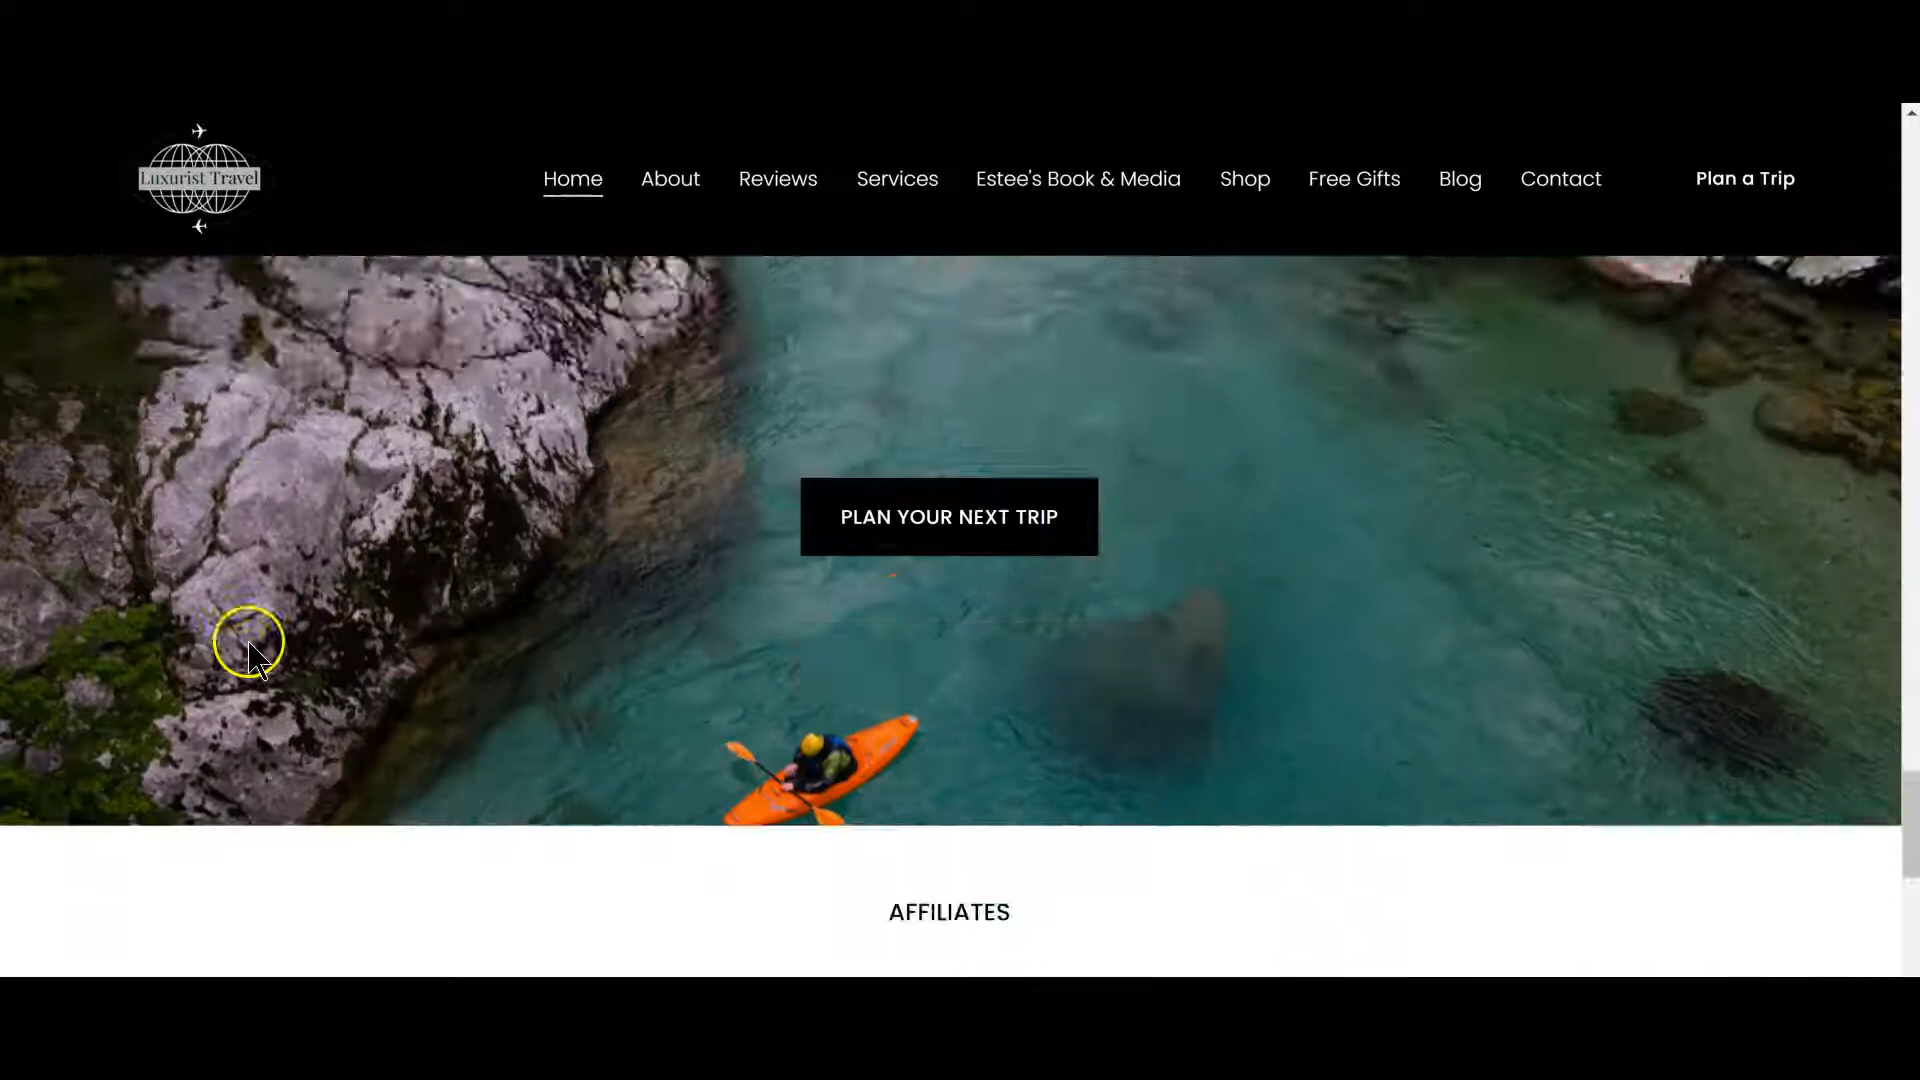 Luxurist Travel
Home About Reviews Services Estee's Book & Media Shop Free Gifts Blog Contact Plan a Trip
PLAN YOUR NEXT TRIP
AFFILIATES